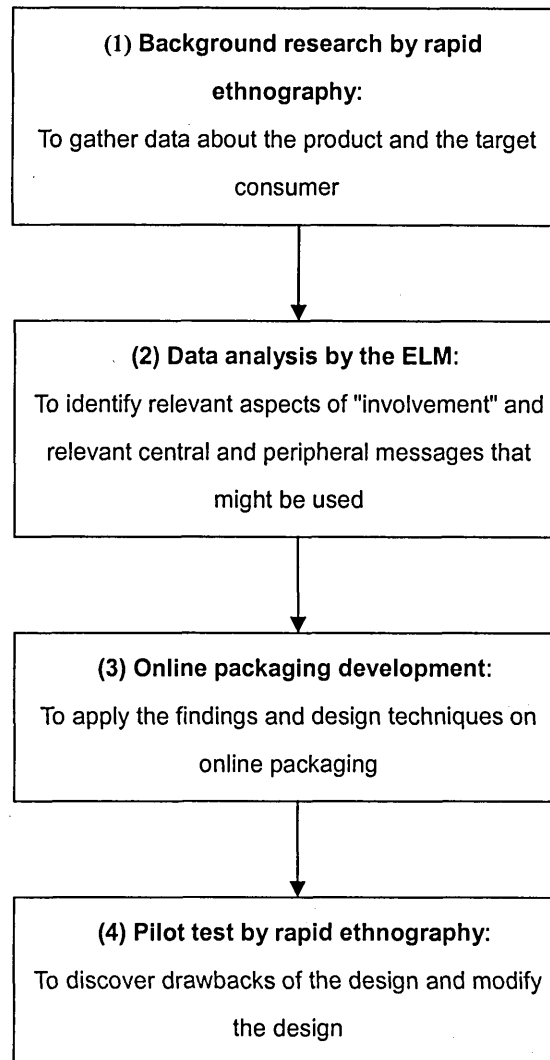 (1) Background research by rapid
ethnography:
To gather data about the product and the target
consumer
(2) Data analysis by the ELM:
To identify relevant aspects of "involvement" and
relevant central and peripheral messages that
might be used
(3) Online packaging development:
To apply the findings and design techniques on
online packaging
(4) Pilot test by rapid ethnography:
To discover drawbacks of the design and modify
the design